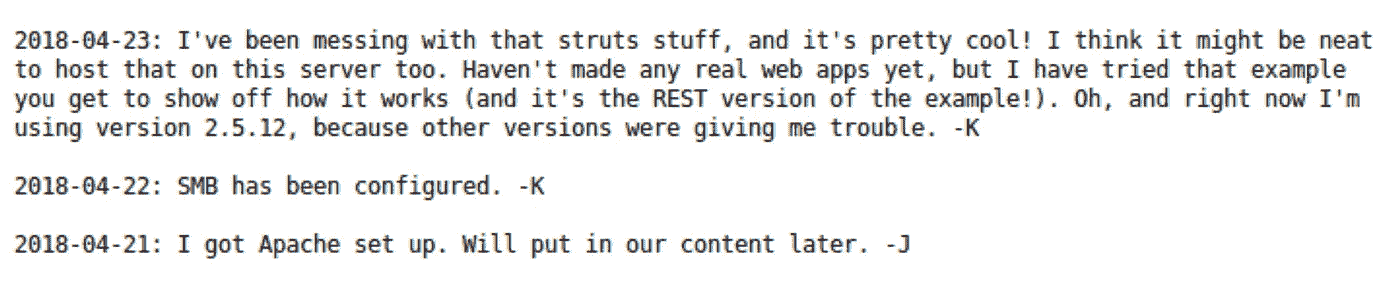 2018-04-23: I've been messing with that struts stuff, and it's pretty cool! I think it might be neat
to host that on this server too. Haven't made any real web apps yet, but I have tried that example
you get to show off how it works (and it's the REST version of the example!). Oh, and right now I'm
using version 2.5.12, because other versions were giving me trouble. -K
2018-04-22: SMB has been configured. -K
2018-04-21: I got Apache set up. Will put in our content later. -J